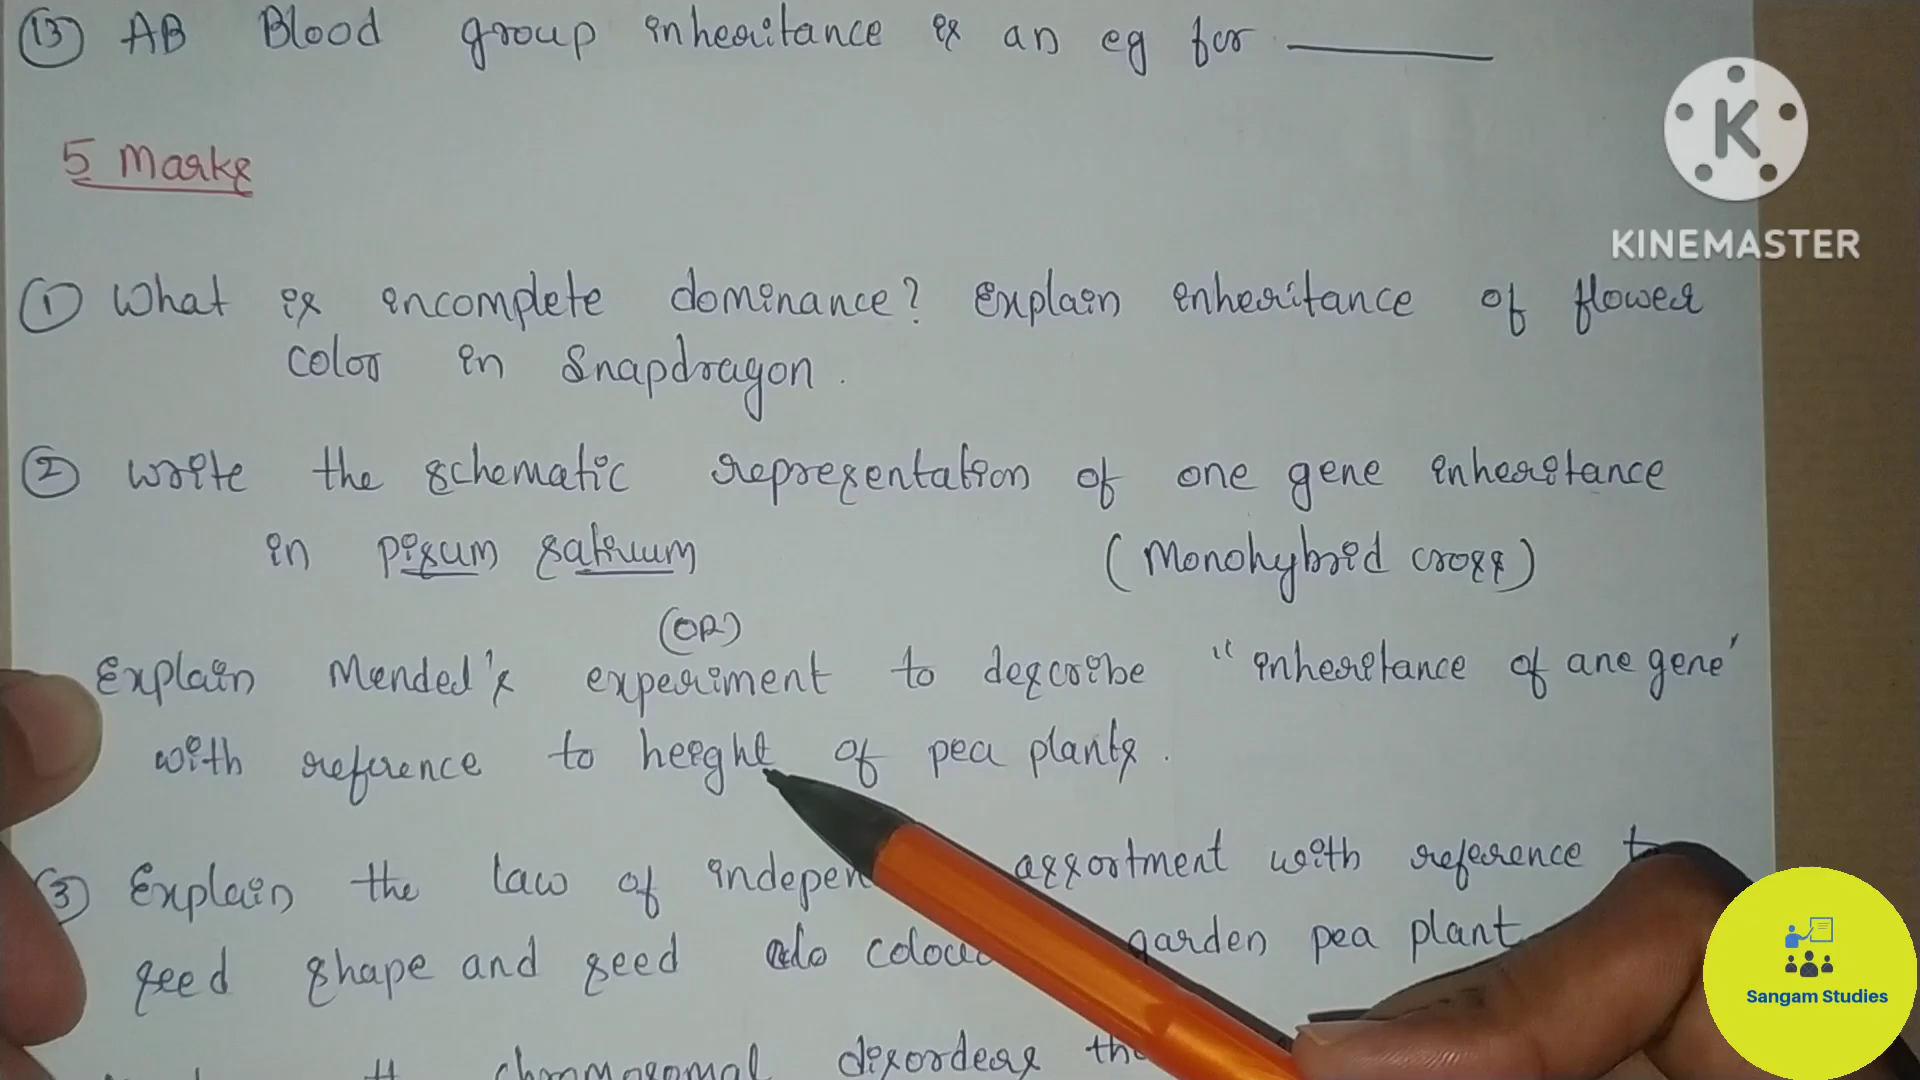 (13) AB Blood group inheritance is an eg for ________
K
KINEMASTER
5 Marks
(1) What is incomplete dominance? Explain inheritance of flower
color in Snapdragon.
(2) Write the schematic representation of one gene inheritance
in pisum sativum (Monohybrid cross)
(OR)
Explain Mendel's experiment to describe "inheritance of ane gene"
with reference to height of pea plants.
(3) Explain the law of indepen assortment with reference to
seed shape and seed colou garden pea plant
chromosomal disorders the
Sangam Studies